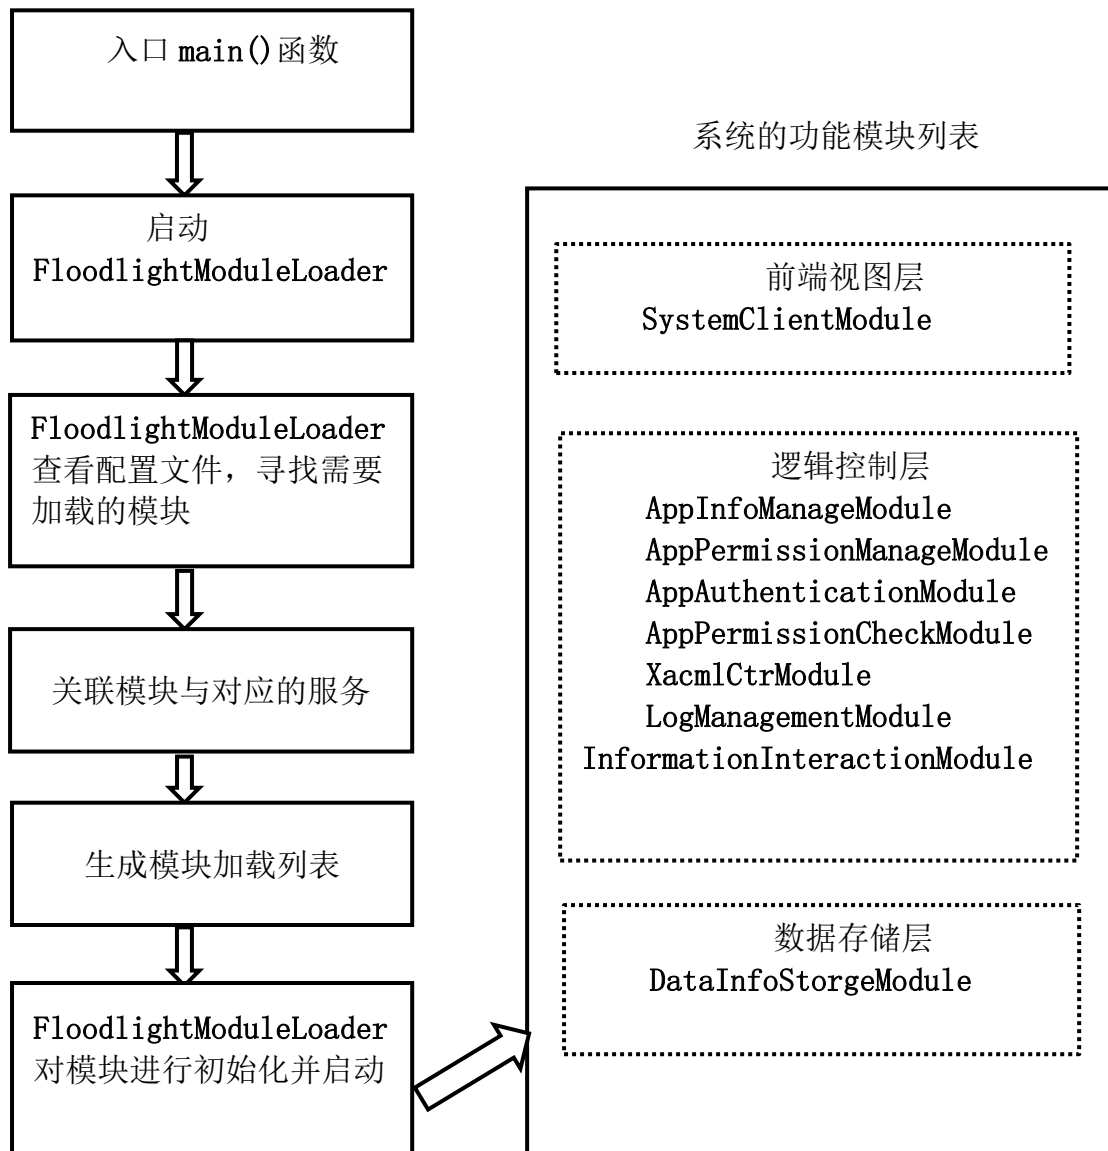 入口main()函数
启动
FloodlightModuleLoader
FloodlightModuleLoader
查看配置文件，寻找需要
加载的模块
关联模块与对应的服务
生成模块加载列表
FloodlightModuleLoader
对模块进行初始化并启动
系统的功能模块列表
前端视图层
SystemClientModule
逻辑控制层
AppInfoManageModule
AppPermissionManageModule
AppAuthenticationModule
AppPermissionCheckModule
XacmlCtrModule
LogManagementModule
InformationInteractionModule
数据存储层
DataInfoStorgeModule